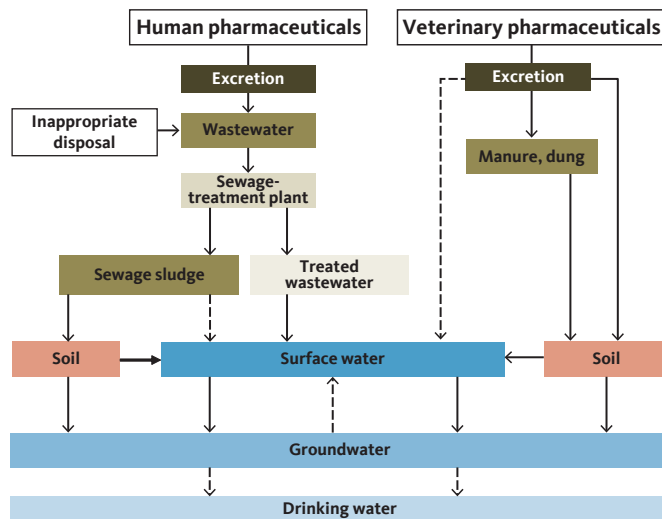 Human pharmaceuticals
Veterinary pharmaceuticals
Excretion
Excretion
Inappropriate
disposal
Wastewater
Manure, dung
Sewage-
treatment plant
Sewage sludge
Treated
wastewater
Soil
Surface water
Soil
Groundwater
Drinking water